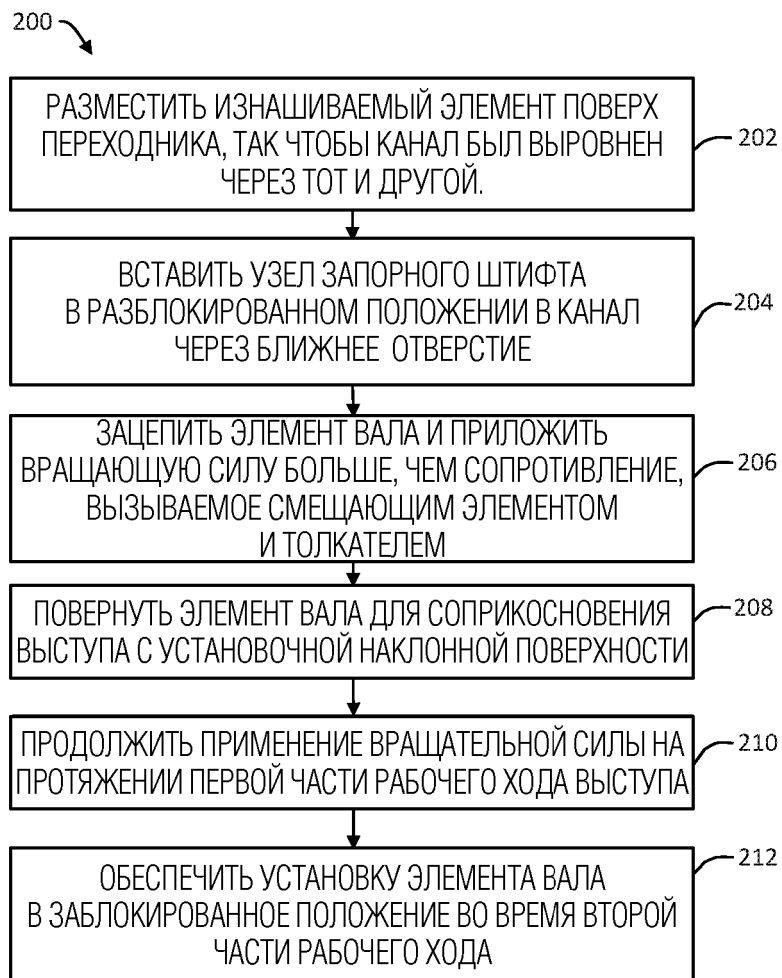 200
РАЗМЕСТИТЬ ИЗНАШИВАЕМЫЙ ЭЛЕМЕНТ ПОВЕРХ
ПЕРЕХОДНИКА, ТАК ЧТОБЫ КАНАЛ БЫЛ ВЫРОВНЕН
ЧЕРЕЗ ТОТ И ДРУГОЙ.
202
ВСТАВИТЬ УЗЕЛ ЗАПОРНОГО ШТИФТА
В РАЗБЛОКИРОВАННОМ ПОЛОЖЕНИИ В КАНАЛ
ЧЕРЕЗ БЛИЖНЕЕ ОТВЕРСТИЕ
204
ЗАЦЕПИТЬ ЭЛЕМЕНТ ВАЛА И ПРИЛОЖИТЬ
ВРАЩАЮЩУЮ СИЛУ БОЛЬШЕ, ЧЕМ СОПРОТИВЛЕНИЕ,
ВЫЗЫВАЕМОЕ СМЕЩАЮЩИМ ЭЛЕМЕНТОМ
И ТОЛКАТЕЛЕМ
206
ПОВЕРНУТЬ ЭЛЕМЕНТ ВАЛА ДЛЯ СОПРИКОСНОВЕНИЯ
ВЫСТУПА С УСТАНОВОЧНОЙ НАКЛОННОЙ ПОВЕРХНОСТИ
208
ПРОДОЛЖИТЬ ПРИМЕНЕНИЕ ВРАЩАТЕЛЬНОЙ СИЛЫ НА
ПРОТЯЖЕНИИ ПЕРВОЙ ЧАСТИ РАБОЧЕГО ХОДА ВЫСТУПА
210
ОБЕСПЕЧИТЬ УСТАНОВКУ ЭЛЕМЕНТА ВАЛА
В ЗАБЛОКИРОВАННОЕ ПОЛОЖЕНИЕ ВО ВРЕМЯ ВТОРОЙ
ЧАСТИ РАБОЧЕГО ХОДА
212